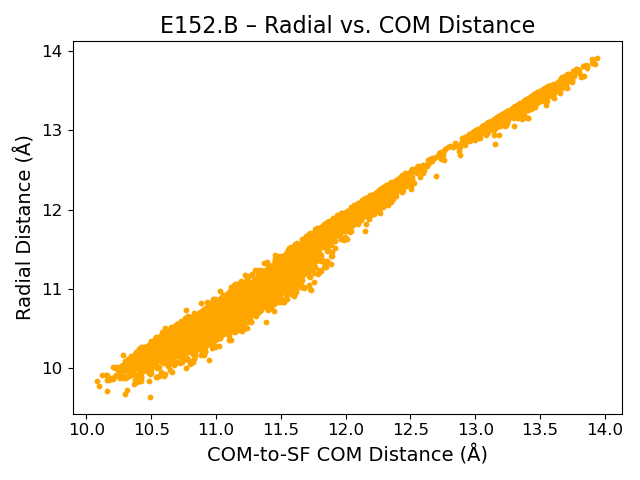 E152.B – Radial vs. COM Distance
Radial Distance (Å)
14
13
12
11
10
10.0 10.5 11.0 11.5 12.0 12.5 13.0 13.5 14.0
COM-to-SF COM Distance (Å)